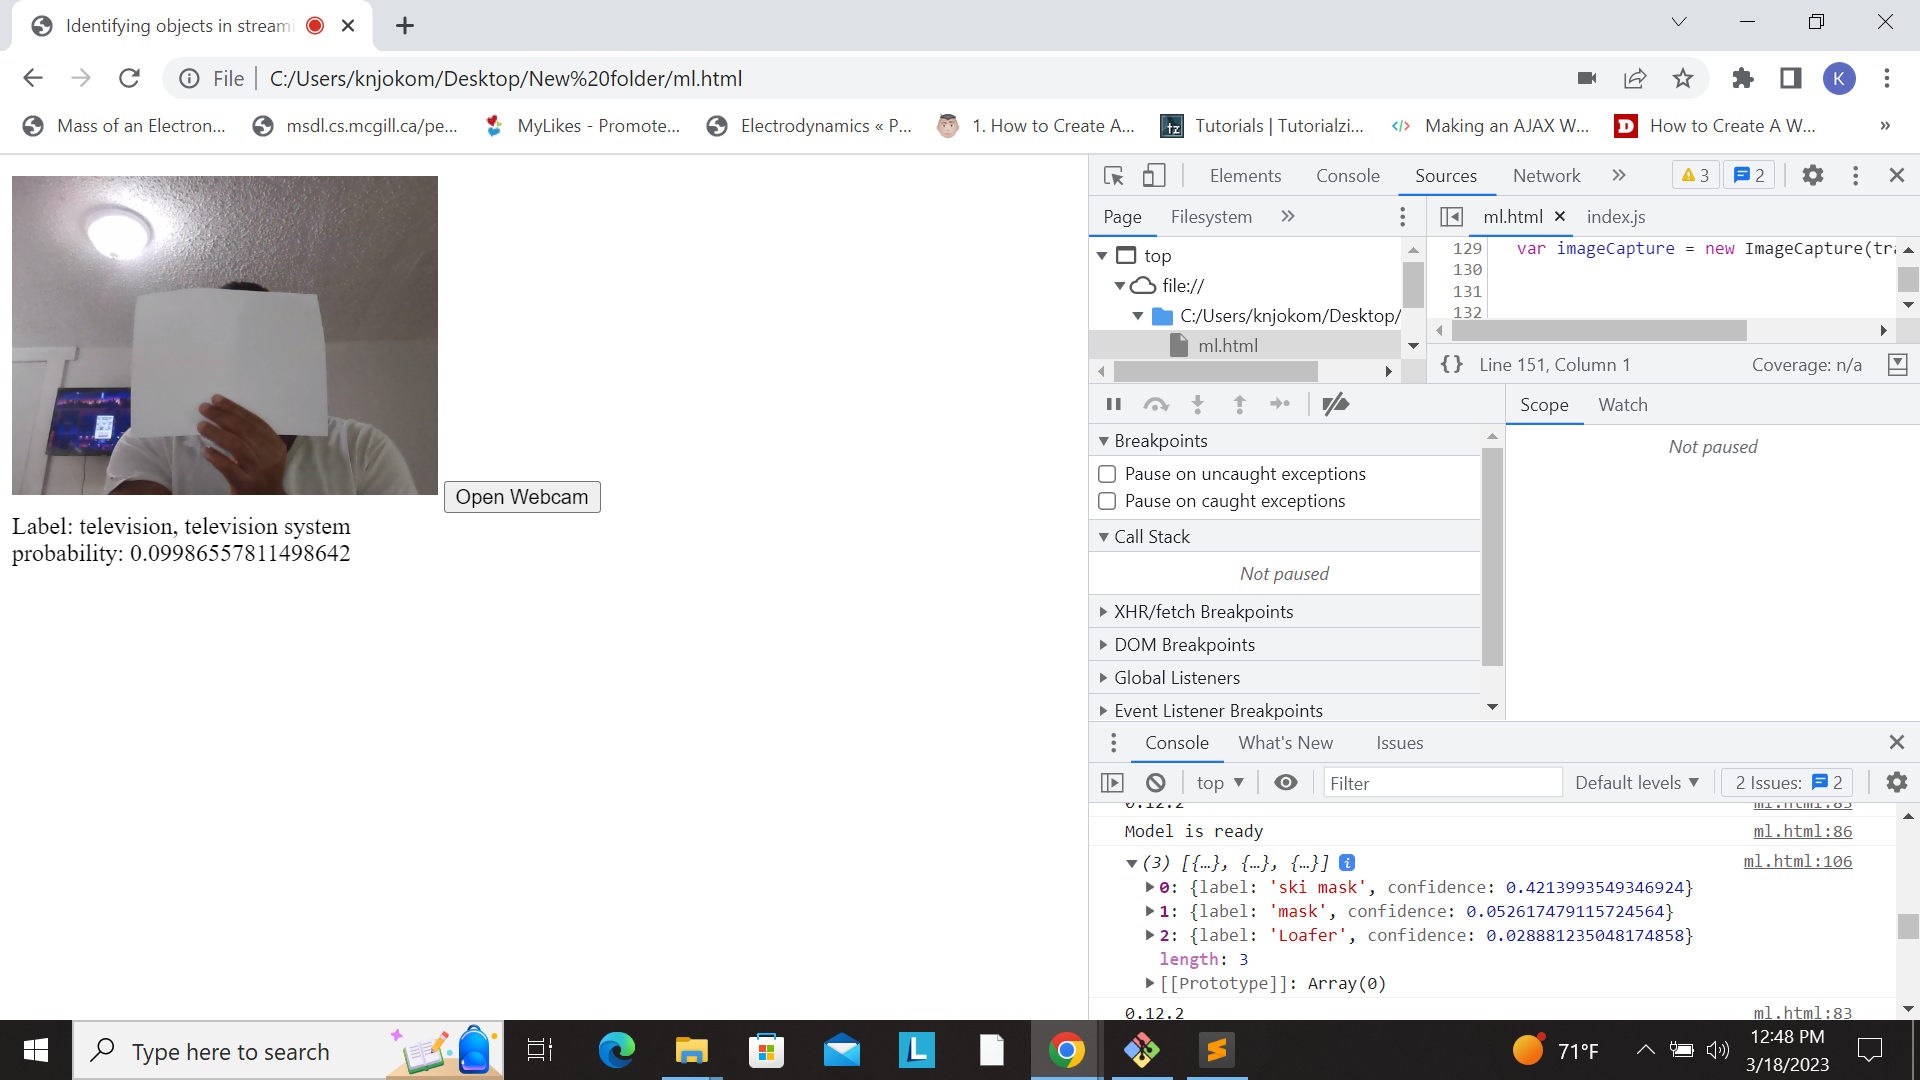 Identifying objects in streami
File
C:/Users/knjokom/Desktop/New%20folder/ml.html
K
Mass of an Electron...
msdl.cs.mcgill.ca/pe...
MyLikes - Promote...
Electrodynamics « P...
1. How to Create A...
tz
Tutorials | Tutorialzi...
Making an AJAX W...
D
How to Create A W...
»
Open Webcam
Label: television, television system
probability: 0.09986557811498642
Elements
Console
Sources
Network
»
3
2
Page
Filesystem
»
ml.html
index.js
top
file://
C:/Users/knjokom/Desktop/
ml.html
129 var imageCapture = new ImageCapture(tra
130
131
132
{} Line 151, Column 1
Coverage: n/a
Scope
Watch
Not paused
Breakpoints
Pause on uncaught exceptions
Pause on caught exceptions
Call Stack
Not paused
XHR/fetch Breakpoints
DOM Breakpoints
Global Listeners
Event Listener Breakpoints
Console
What's New
Issues
top
Filter
Default levels
2 Issues:
2
0.12.2 ml.html:83
Model is ready ml.html:86
(3) [{…}, {…}, {…}] i ml.html:106
0: {label: 'ski mask', confidence: 0.4213993549346924}
1: {label: 'mask', confidence: 0.052617479115724564}
2: {label: 'Loafer', confidence: 0.028881235048174858}
length: 3
[[Prototype]]: Array(0)
0.12.2 ml.html:83
Type here to search
L
71°F
12:48 PM
3/18/2023